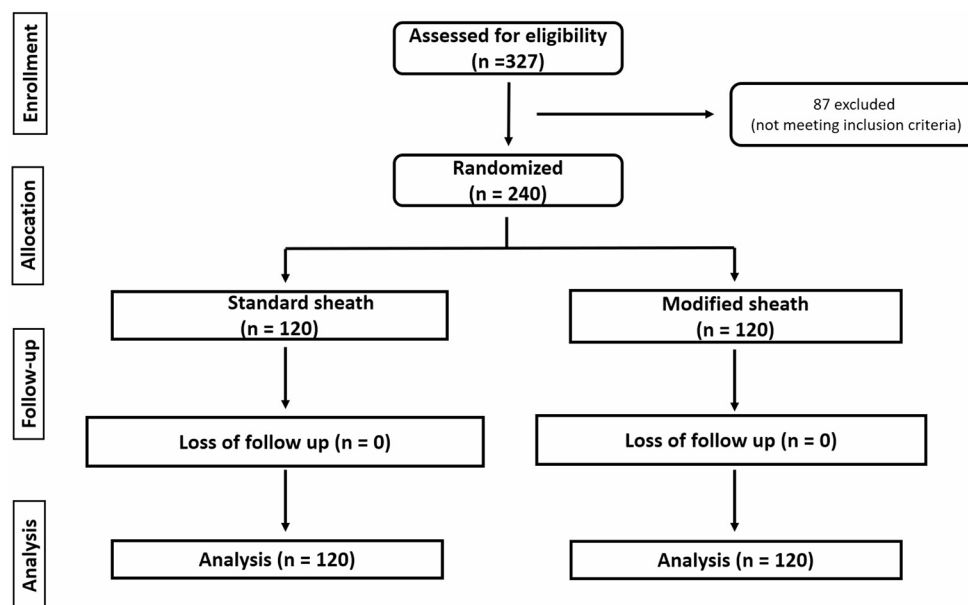 Enrollment
Assessed for eligibility
(n =327)
87 excluded
(not meeting inclusion criteria)
Allocation
Randomized
(n = 240)
Standard sheath
(n = 120)
Modified sheath
(n = 120)
Follow-up
Loss of follow up (n = 0)
Loss of follow up (n = 0)
Analysis
Analysis (n = 120)
Analysis (n = 120)